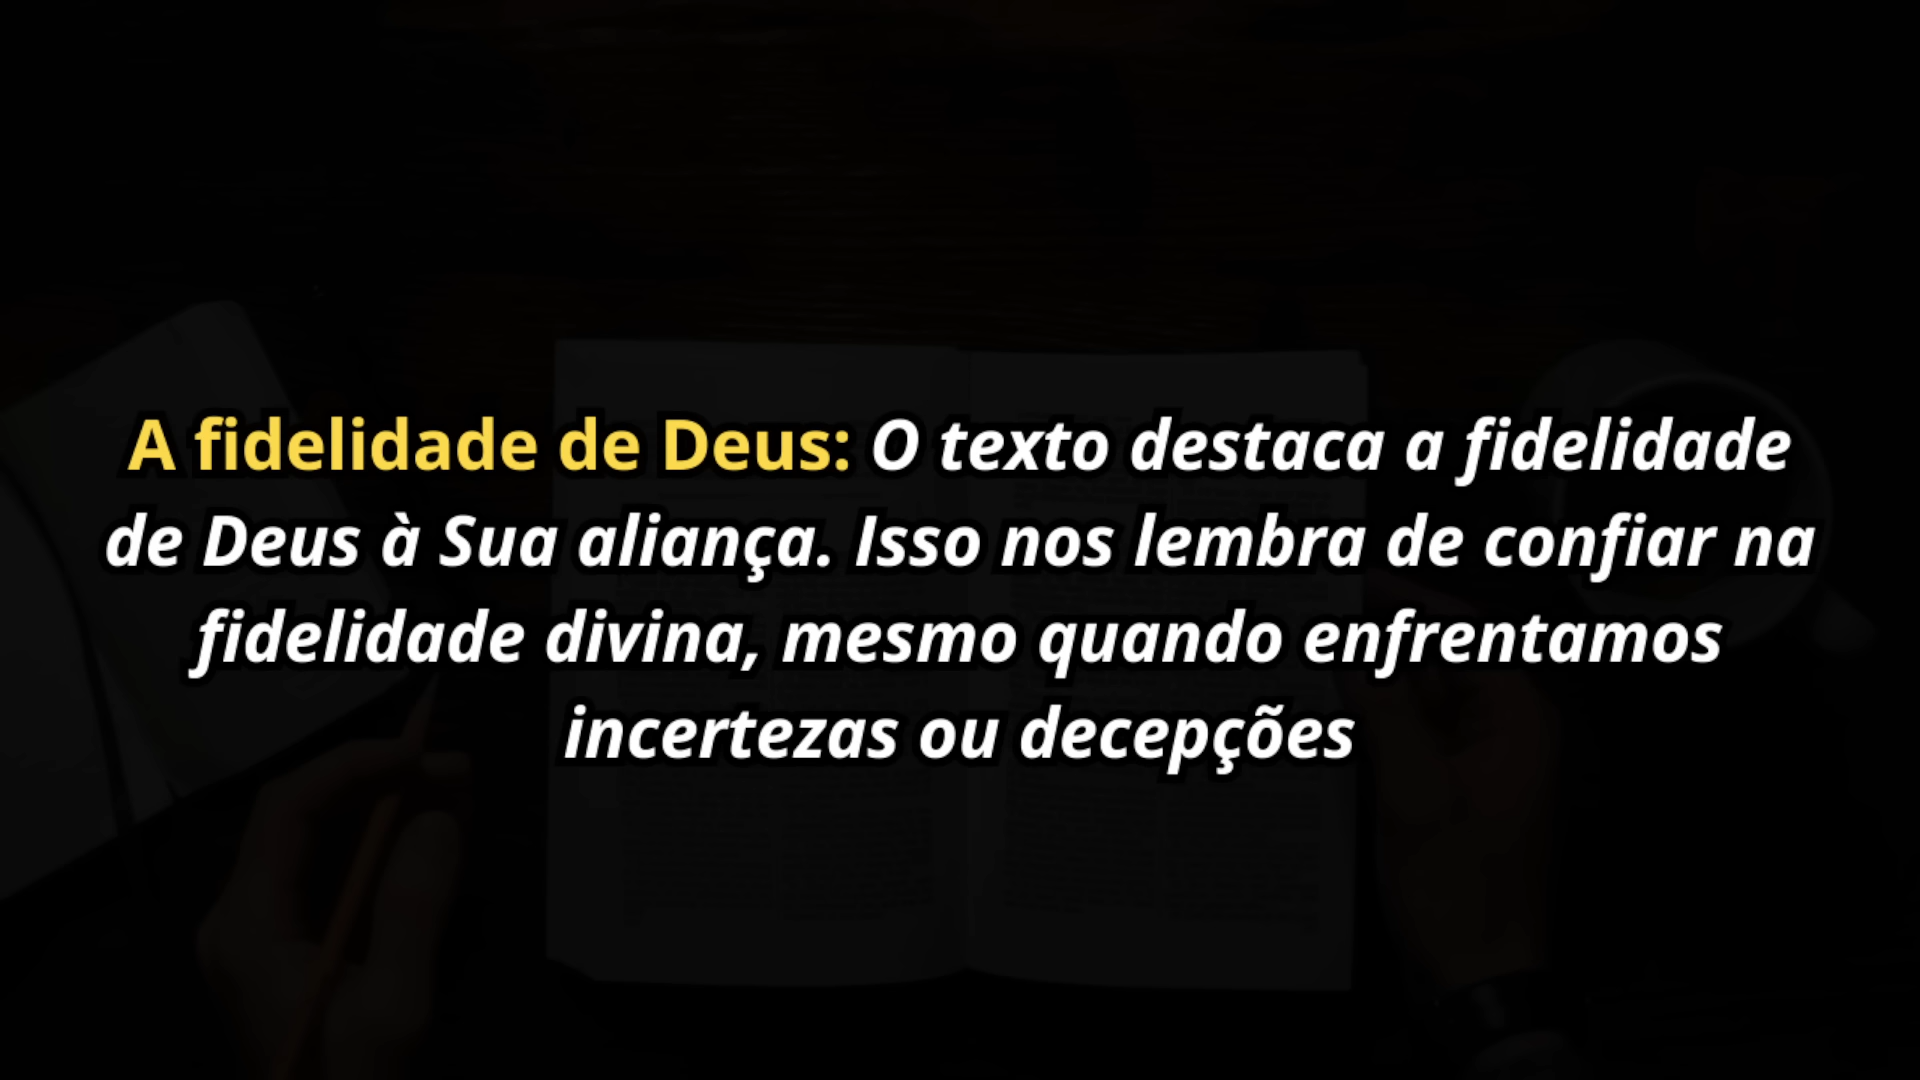 A fidelidade de Deus: O texto destaca a fidelidade
de Deus à Sua aliança. Isso nos lembra de confiar na
fidelidade divina, mesmo quando enfrentamos
incertezas ou decepções